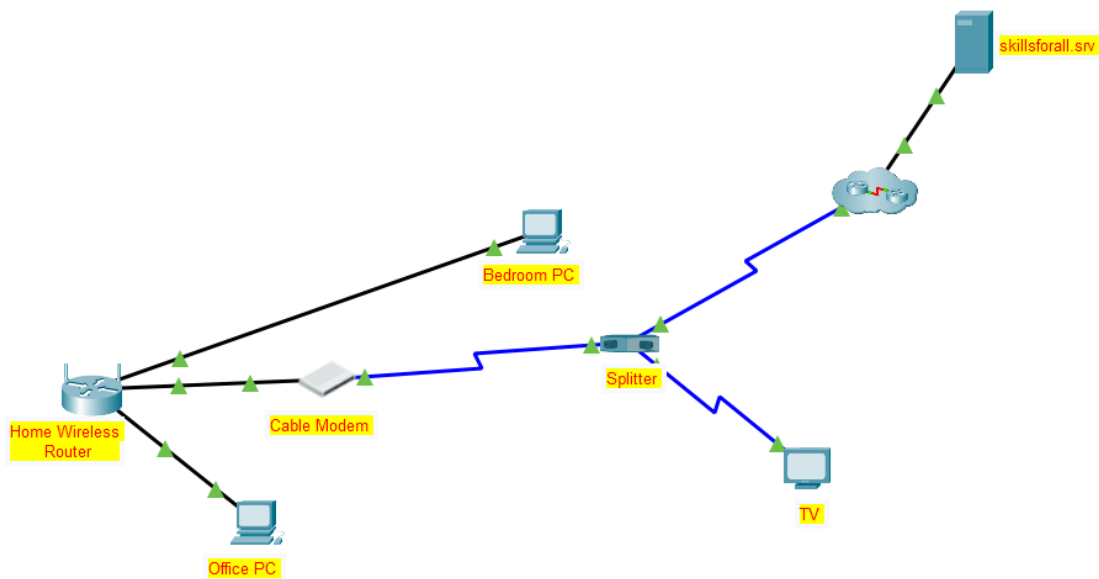 skillsforall.srv
Bedroom PC
Splitter
Cable Modem
Home Wireless
Router
TV
Office PC